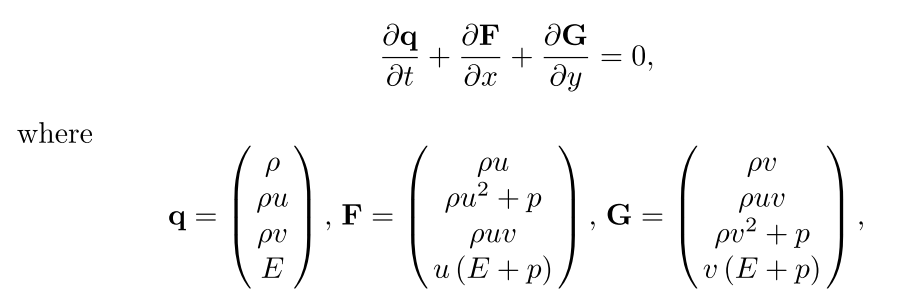 ∂𝐪/∂t + ∂𝐅/∂x + ∂𝐆/∂y = 0,
where
𝐪 = (ρ; ρu; ρv; E), 𝐅 = (ρu; ρu² + p; ρuv; u (E + p)), 𝐆 = (ρv; ρuv; ρv² + p; v (E + p)),